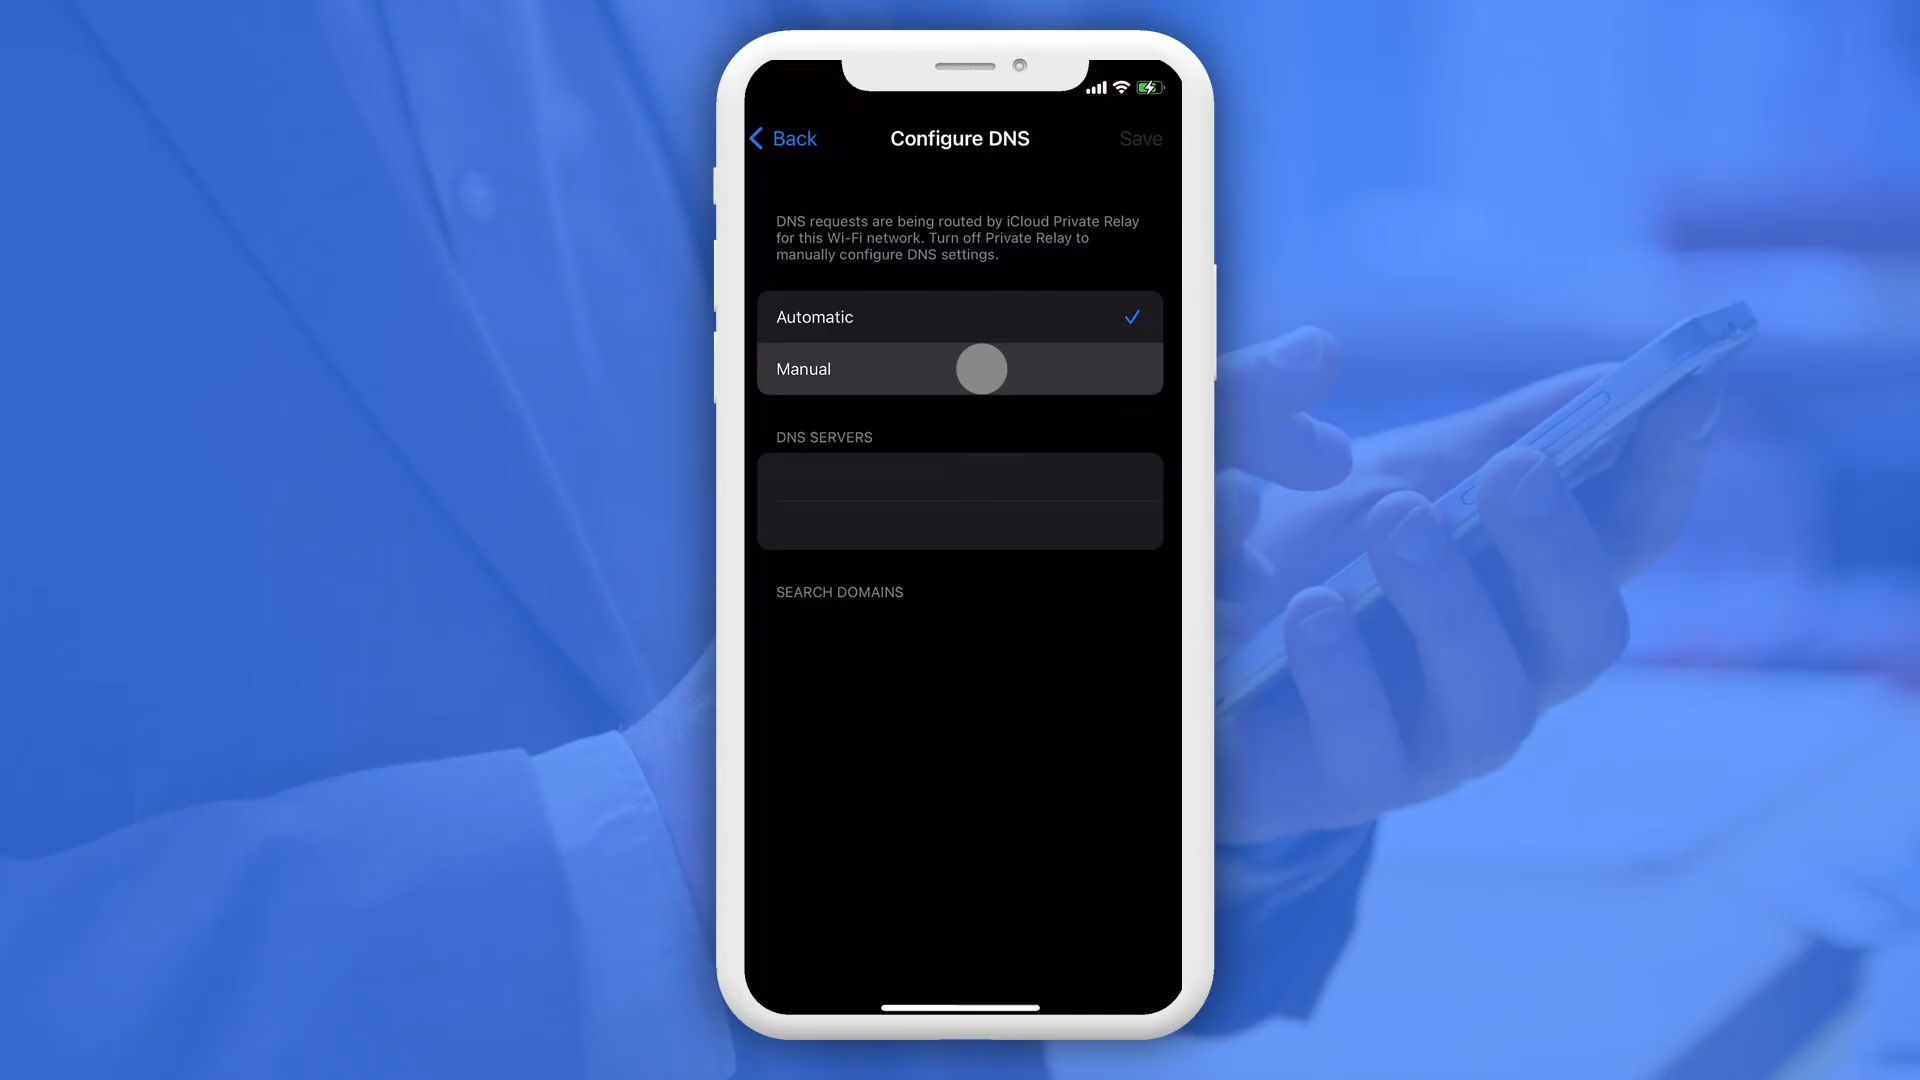 Back
Configure DNS
Save
DNS requests are being routed by iCloud Private Relay
for this Wi-Fi network. Turn off Private Relay to
manually configure DNS settings.
Automatic
Manual
DNS SERVERS
SEARCH DOMAINS